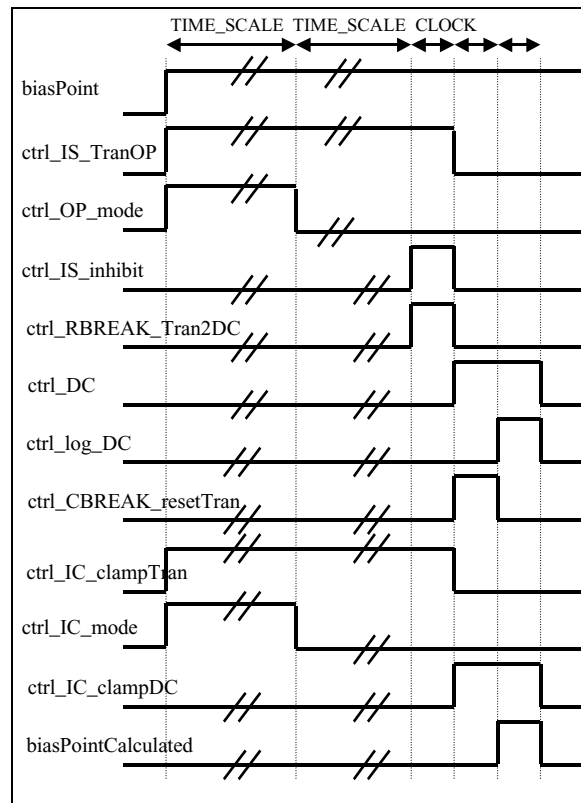 TIME_SCALE TIME_SCALE CLOCK
biasPoint
ctrl_IS_TranOP
ctrl_OP_mode
ctrl_IS_inhibit
ctrl_RBREAK_Tran2DC
ctrl_DC
ctrl_log_DC
ctrl_CBREAK_resetTran
ctrl_IC_clampTran
ctrl_IC_mode
ctrl_IC_clampDC
biasPointCalculated